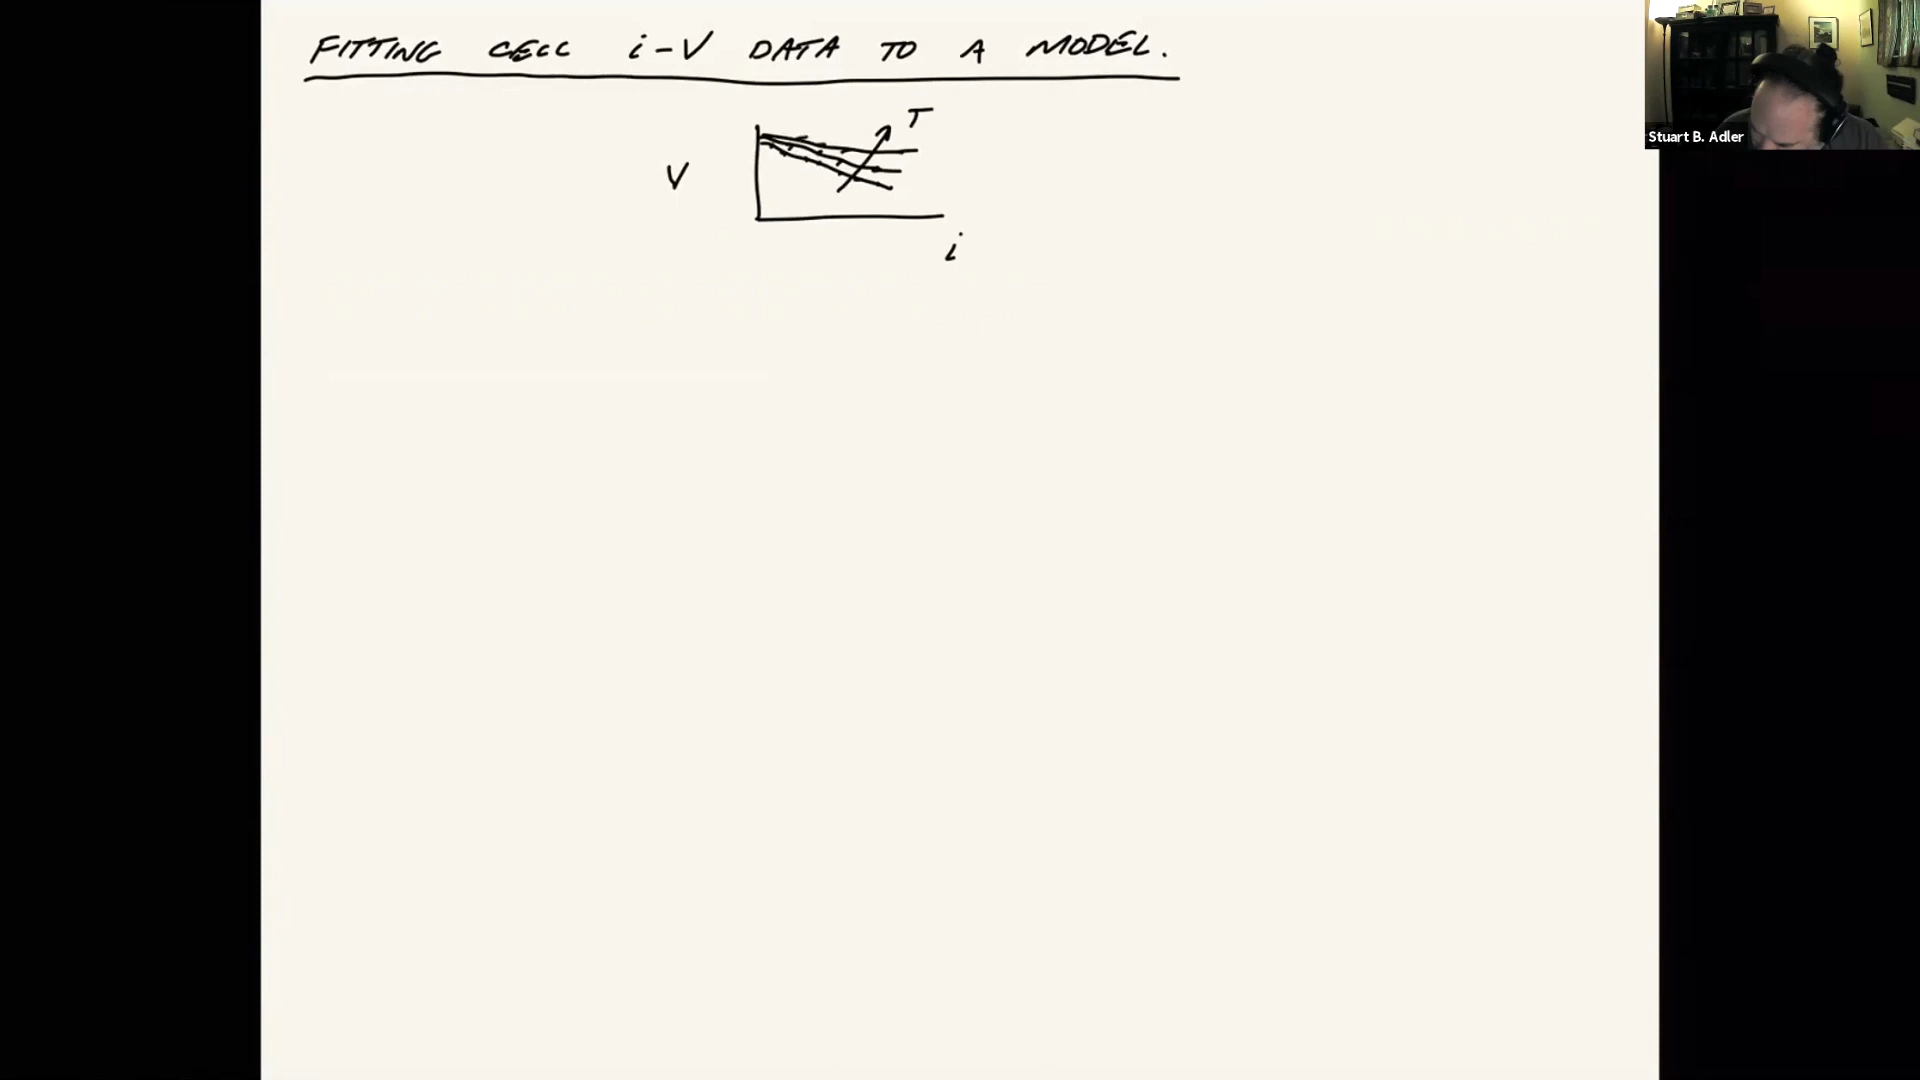 FITTING CELL i-V DATA TO A MODEL.
T
V
i
Stuart B. Adler